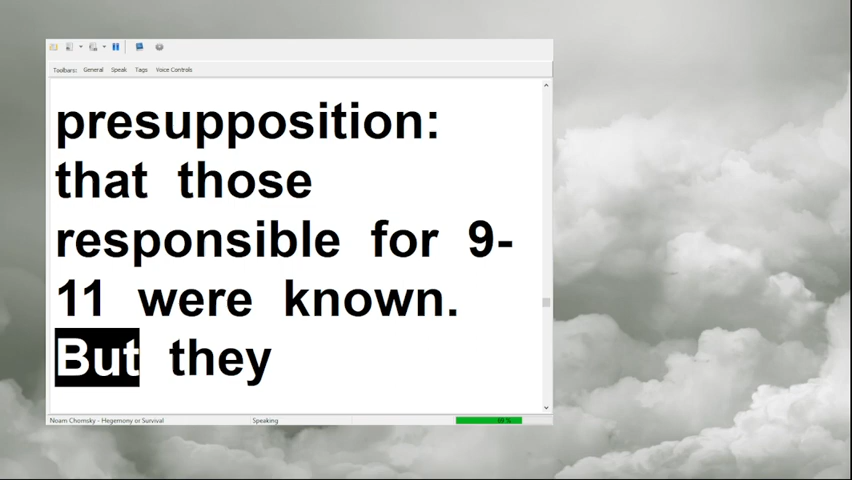 Toolbars: General Speak Tags Voice Controls
presupposition:
that those
responsible for 9-
11 were known.
But they
Noam Chomsky - Hegemony or Survival Speaking 69 %